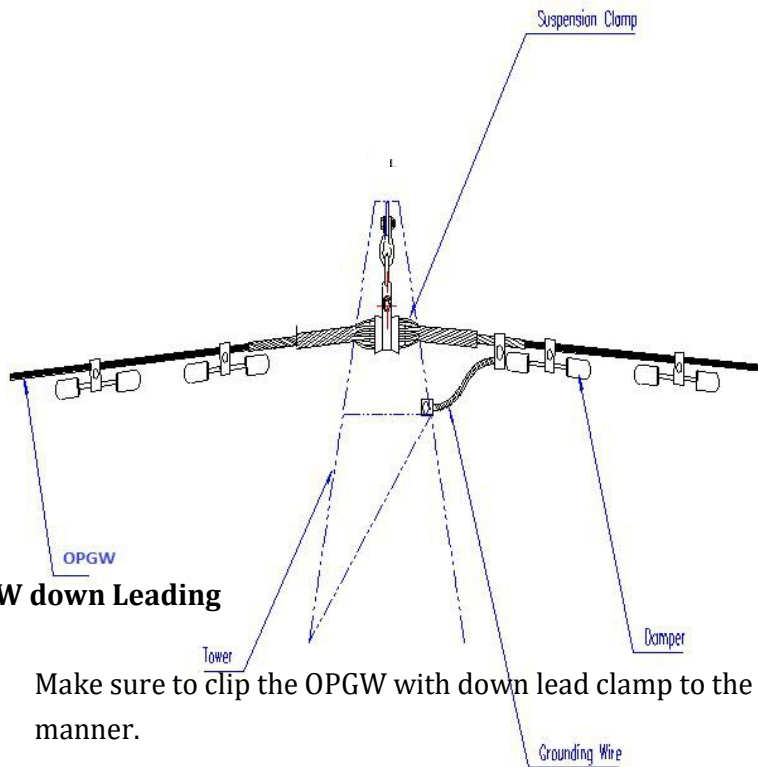 Suspension Clamp
OPGW
W down Leading
Tower
Damper
Make sure to clip the OPGW with down lead clamp to the
manner.
Grounding Wire